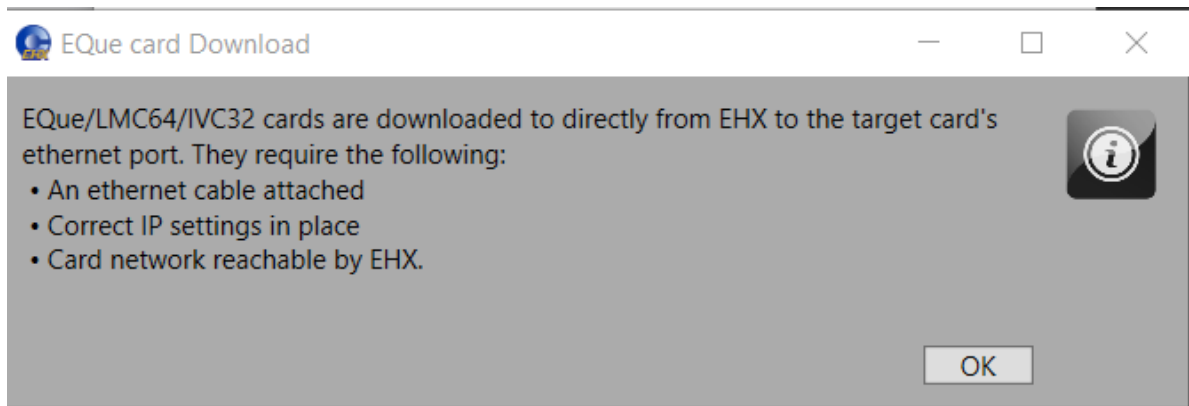 EQue card Download
EQue/LMC64/IVC32 cards are downloaded to directly from EHX to the target card's
ethernet port. They require the following:
• An ethernet cable attached
• Correct IP settings in place
• Card network reachable by EHX.
OK